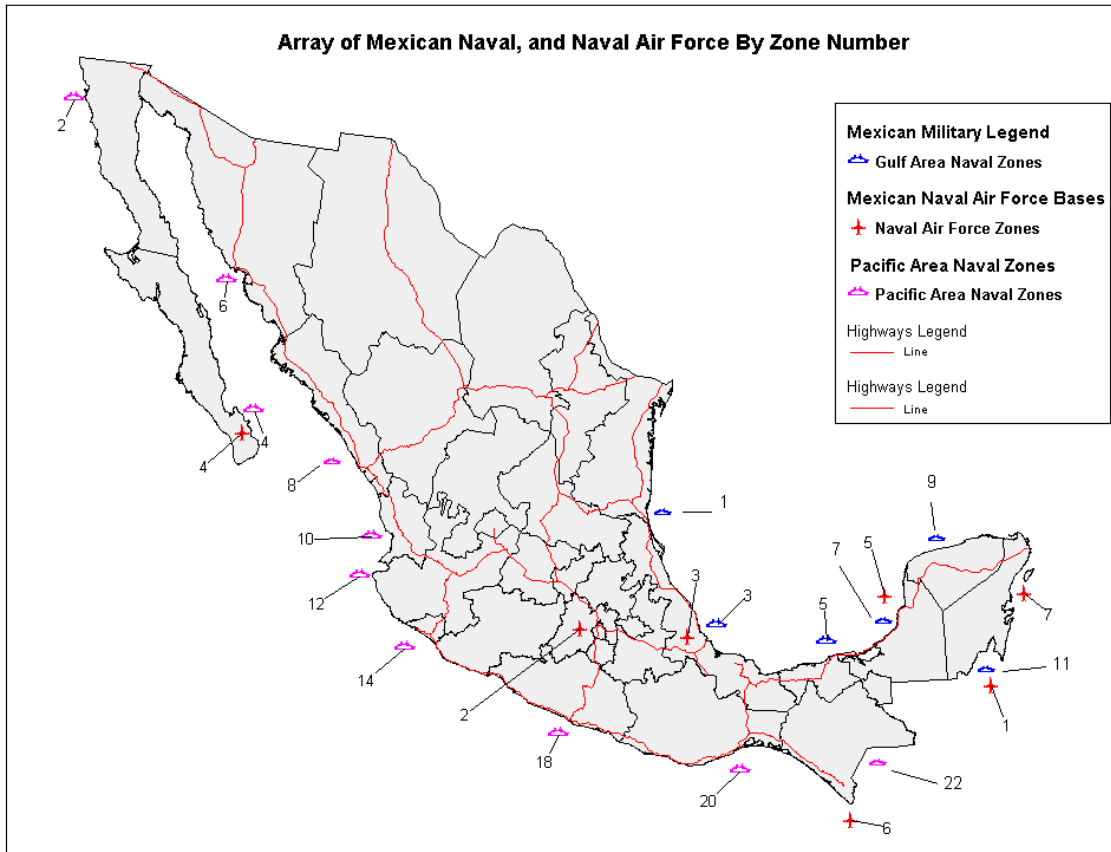 Array of Mexican Naval, and Naval Air Force By Zone Number
Mexican Military Legend
Gulf Area Naval Zones
Mexican Naval Air Force Bases
Naval Air Force Zones
Pacific Area Naval Zones
Pacific Area Naval Zones
Highways Legend
Line
Highways Legend
Line
2
6
4
4
8
10
12
14
2
18
20
22
6
1
3
3
5
7
5
9
7
11
1